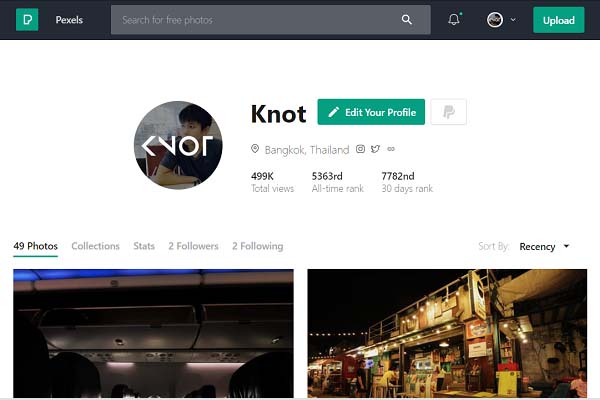 Pexels
Search for free photos
Upload
Knot
Edit Your Profile
KNOT
Bangkok, Thailand
499K
5363rd
7782nd
Total views
All-time rank
30 days rank
49 Photos
Collections
Stats
2 Followers
2 Following
Sort By:
Recency